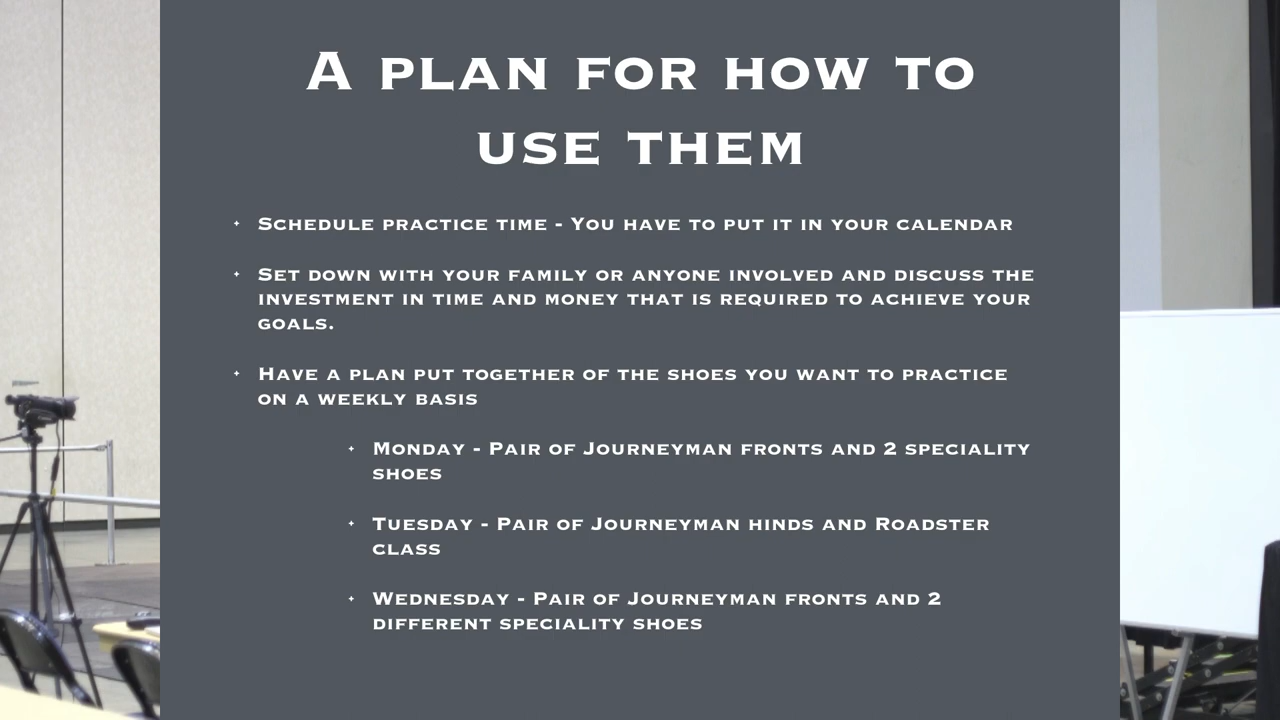 A plan for how to
use them
Schedule practice time - You have to put it in your calendar
Set down with your family or anyone involved and discuss the
investment in time and money that is required to achieve your
goals.
Have a plan put together of the shoes you want to practice
on a weekly basis
Monday - Pair of Journeyman fronts and 2 speciality
shoes
Tuesday - Pair of Journeyman hinds and Roadster
class
Wednesday - Pair of Journeyman fronts and 2
different speciality shoes